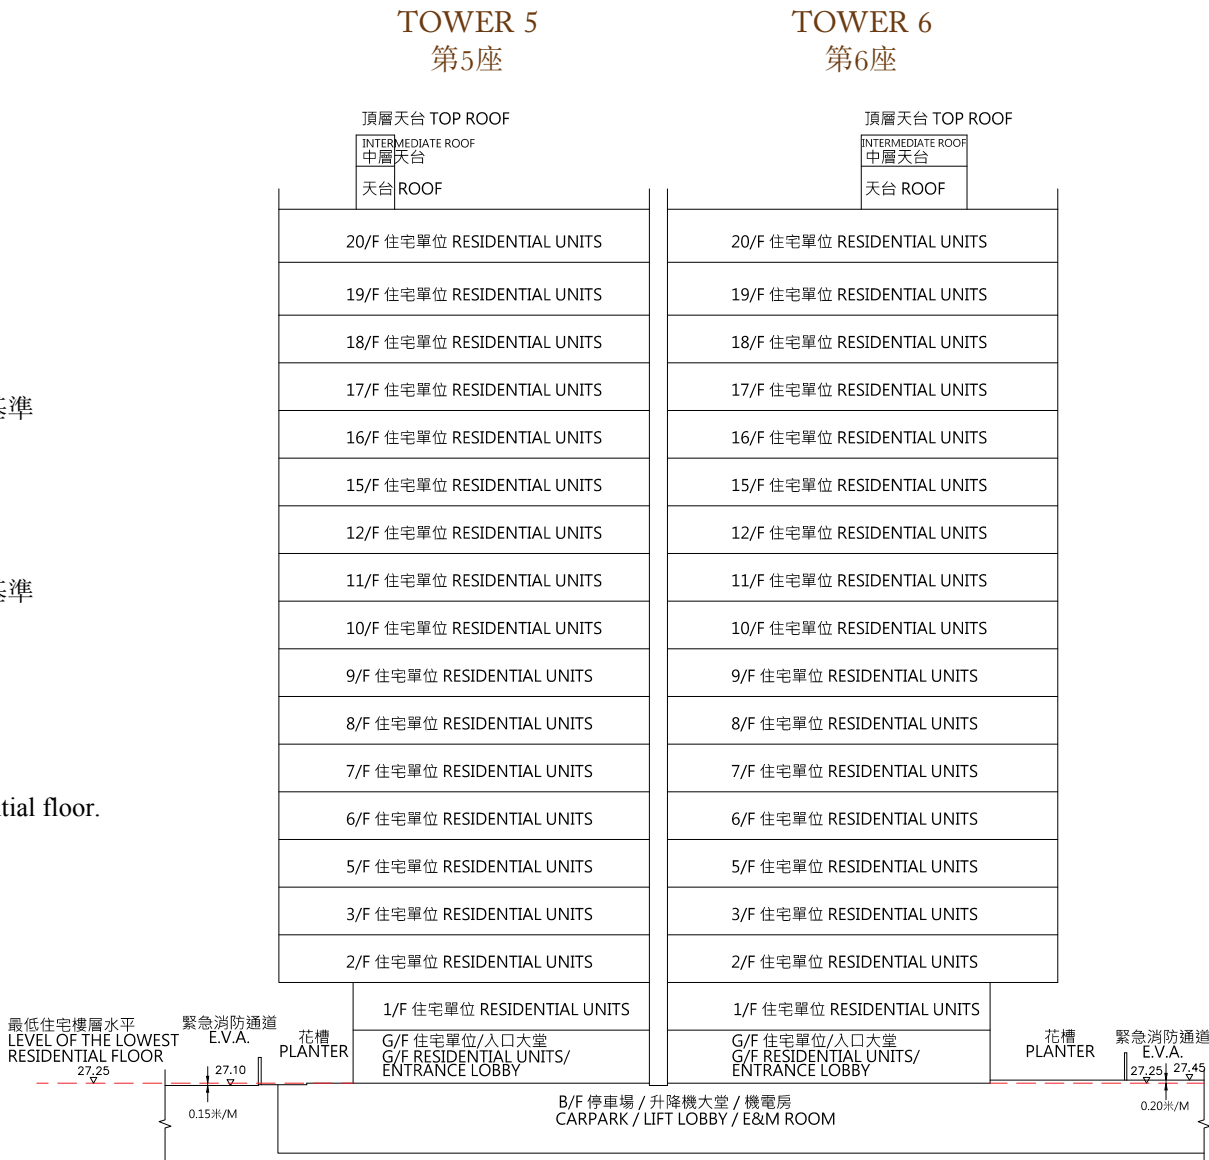 TOWER 5
第5座
TOWER 6
第6座
頂層天台 TOP ROOF
INTERMEDIATE ROOF
中層天台
天台 ROOF
頂層天台 TOP ROOF
INTERMEDIATE ROOF
中層天台
天台 ROOF
20/F 住宅單位 RESIDENTIAL UNITS
20/F 住宅單位 RESIDENTIAL UNITS
19/F 住宅單位 RESIDENTIAL UNITS
19/F 住宅單位 RESIDENTIAL UNITS
18/F 住宅單位 RESIDENTIAL UNITS
18/F 住宅單位 RESIDENTIAL UNITS
17/F 住宅單位 RESIDENTIAL UNITS
17/F 住宅單位 RESIDENTIAL UNITS
基準
16/F 住宅單位 RESIDENTIAL UNITS
16/F 住宅單位 RESIDENTIAL UNITS
15/F 住宅單位 RESIDENTIAL UNITS
15/F 住宅單位 RESIDENTIAL UNITS
12/F 住宅單位 RESIDENTIAL UNITS
12/F 住宅單位 RESIDENTIAL UNITS
11/F 住宅單位 RESIDENTIAL UNITS
11/F 住宅單位 RESIDENTIAL UNITS
基準
10/F 住宅單位 RESIDENTIAL UNITS
10/F 住宅單位 RESIDENTIAL UNITS
9/F 住宅單位 RESIDENTIAL UNITS
9/F 住宅單位 RESIDENTIAL UNITS
8/F 住宅單位 RESIDENTIAL UNITS
8/F 住宅單位 RESIDENTIAL UNITS
7/F 住宅單位 RESIDENTIAL UNITS
7/F 住宅單位 RESIDENTIAL UNITS
tial floor.
6/F 住宅單位 RESIDENTIAL UNITS
6/F 住宅單位 RESIDENTIAL UNITS
5/F 住宅單位 RESIDENTIAL UNITS
5/F 住宅單位 RESIDENTIAL UNITS
3/F 住宅單位 RESIDENTIAL UNITS
3/F 住宅單位 RESIDENTIAL UNITS
2/F 住宅單位 RESIDENTIAL UNITS
2/F 住宅單位 RESIDENTIAL UNITS
1/F 住宅單位 RESIDENTIAL UNITS
1/F 住宅單位 RESIDENTIAL UNITS
最低住宅樓層水平
LEVEL OF THE LOWEST
RESIDENTIAL FLOOR
27.25
緊急消防通道
E.V.A.
27.10
0.15米/M
花槽
PLANTER
G/F 住宅單位/入口大堂
G/F RESIDENTIAL UNITS/
ENTRANCE LOBBY
G/F 住宅單位/入口大堂
G/F RESIDENTIAL UNITS/
ENTRANCE LOBBY
花槽
PLANTER
緊急消防通道
E.V.A.
27.25 27.45
0.20米/M
B/F 停車場 / 升降機大堂 / 機電房
CARPARK / LIFT LOBBY / E&M ROOM